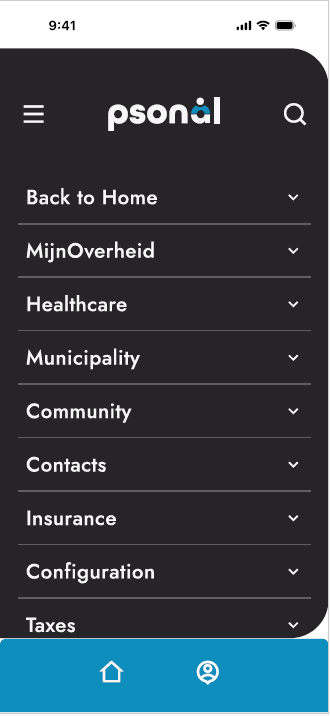 9:41
psonal
Back to Home
MijnOverheid
Healthcare
Municipality
Community
Contacts
Insurance
Configuration
Taxes